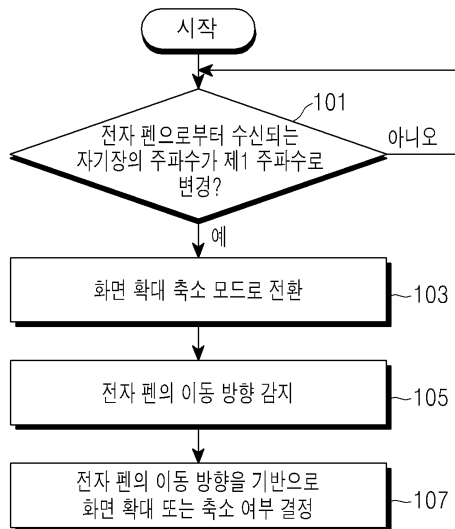 시작
101
전자 펜으로부터 수신되는
자기장의 주파수가 제1 주파수로
변경?
아니오
예
화면 확대 축소 모드로 전환
103
전자 펜의 이동 방향 감지
105
전자 펜의 이동 방향을 기반으로
화면 확대 또는 축소 여부 결정
107